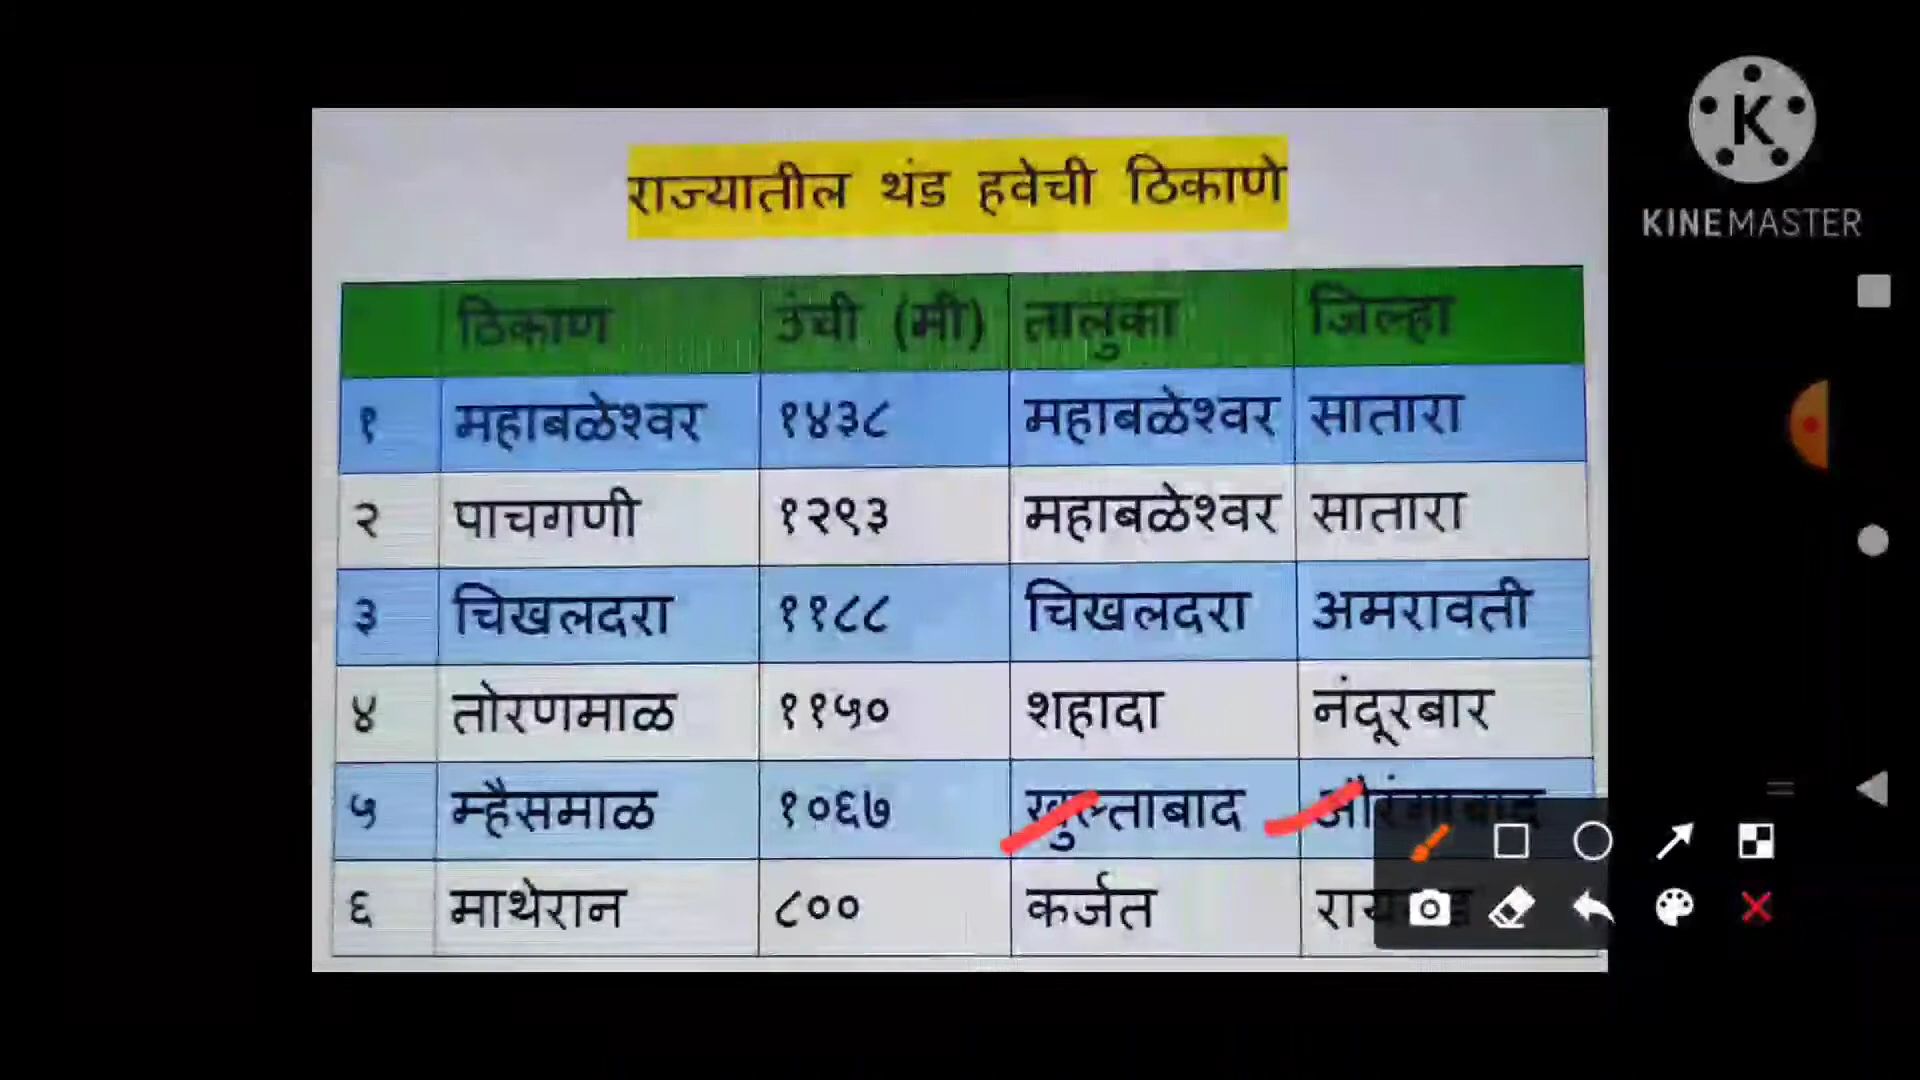 KINEMASTER
राज्यातील थंड हवेची ठिकाणे
ठिकाण उंची (मी) तालुका जिल्हा
१ महाबळेश्वर १४३८ महाबळेश्वर सातारा
२ पाचगणी १२९३ महाबळेश्वर सातारा
३ चिखलदरा ११८८ चिखलदरा अमरावती
४ तोरणमाळ ११५० शहादा नंदूरबार
५ म्हैसमाळ १०६७ खुल्ताबाद औरंगाबाद
६ माथेरान ८०० कर्जत